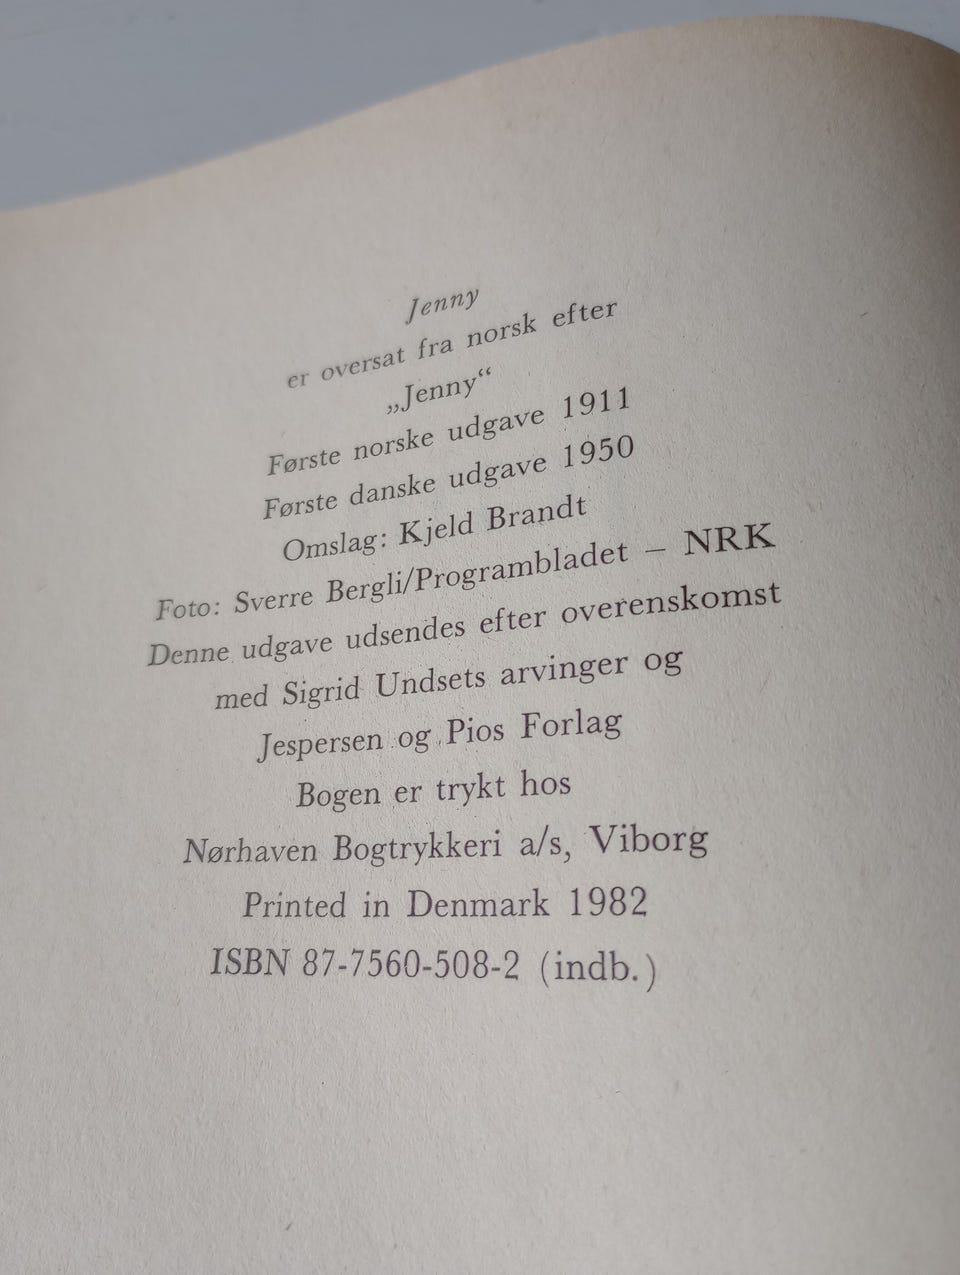 Jenny
er oversat fra norsk efter
„Jenny“
Første norske udgave 1911
Første danske udgave 1950
Omslag: Kjeld Brandt
Foto: Sverre Bergli/Programbladet – NRK
Denne udgave udsendes efter overenskomst
med Sigrid Undsets arvinger og
Jespersen og Pios Forlag
Bogen er trykt hos
Nørhaven Bogtrykkeri a/s, Viborg
Printed in Denmark 1982
ISBN 87-7560-508-2 (indb.)